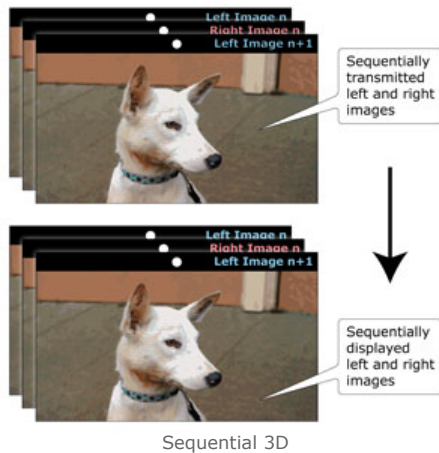 Left Image n
Right Image n
Left Image n+1
Sequentially
transmitted
left and right
images
Left Image n
Right Image n
Left Image n+1
Sequentially
displayed
left and right
images
Sequential 3D